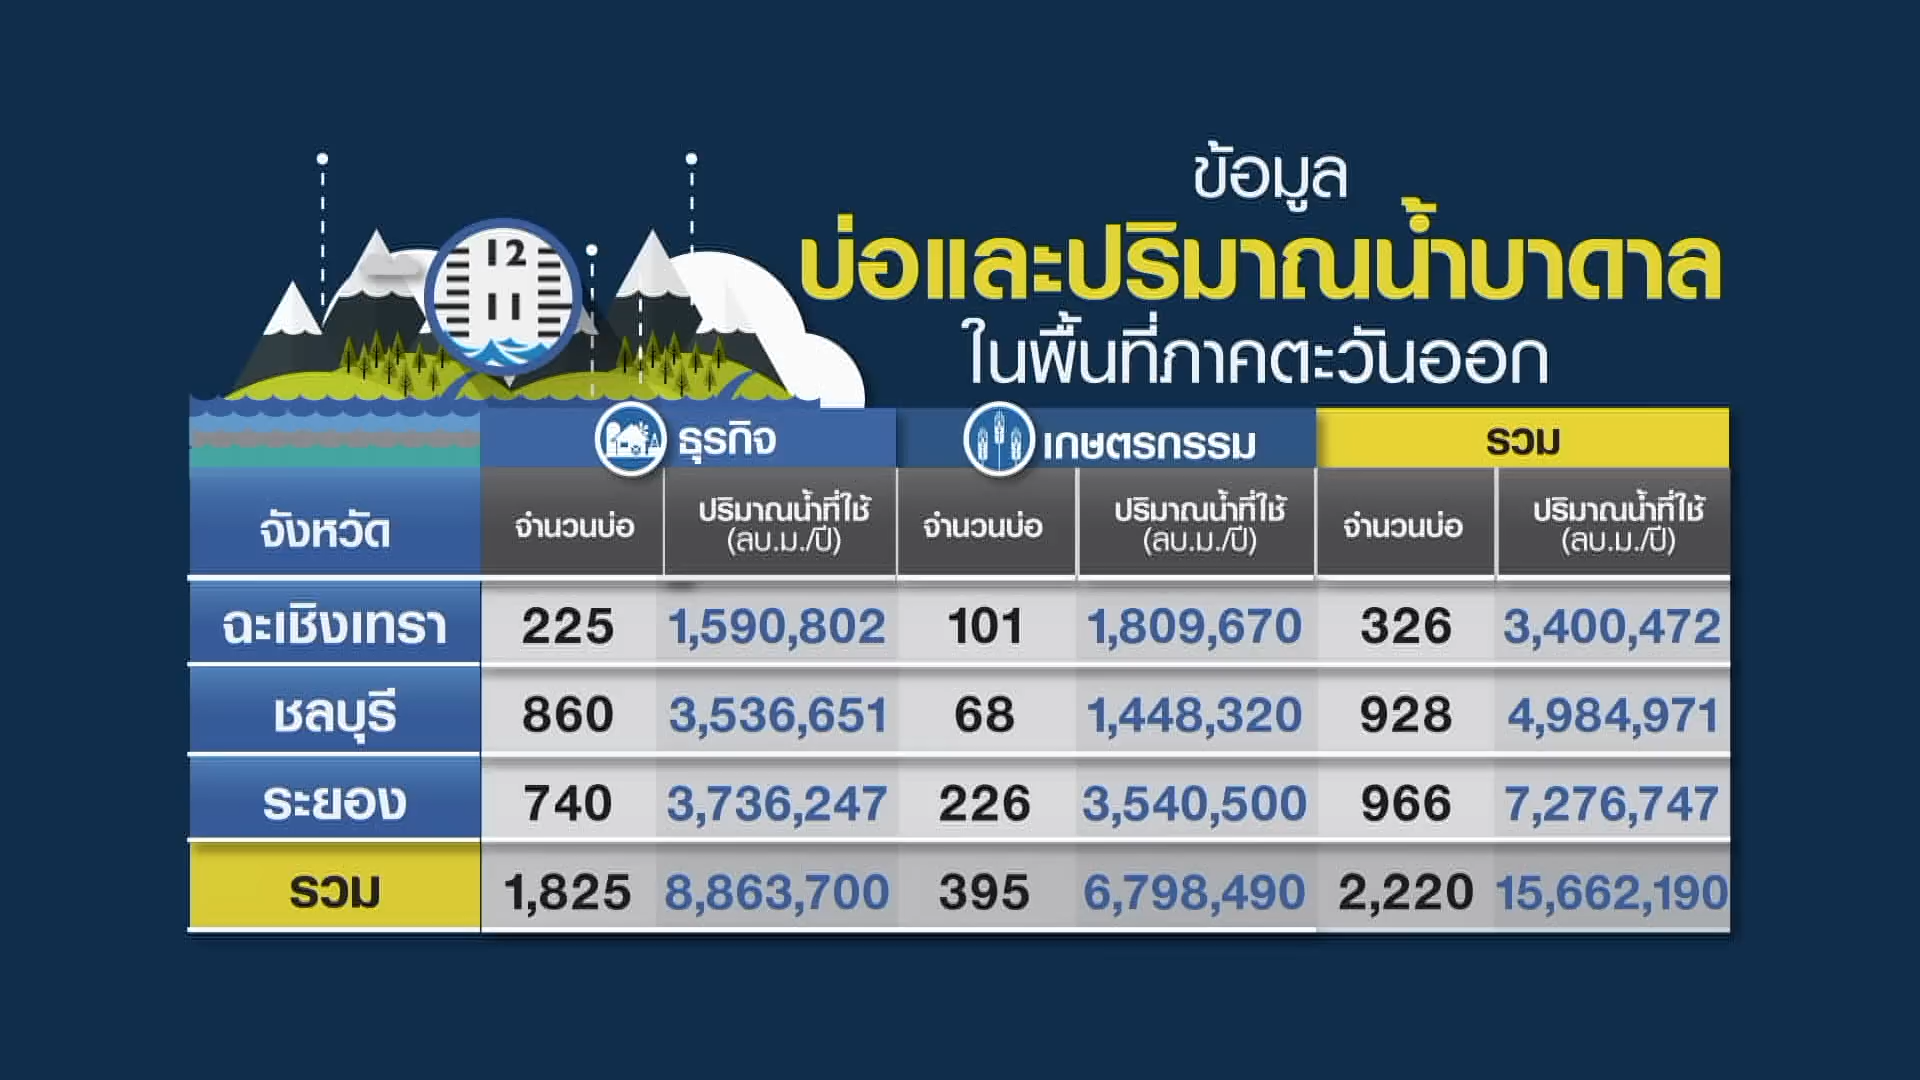 ข้อมูล
บ่อและปริมาณน้ำบาดาล
ในพื้นที่ภาคตะวันออก
12
11
ธุรกิจ เกษตรกรรม รวม
จังหวัด จำนวนบ่อ ปริมาณน้ำที่ใช้ (ลบ.ม./ปี) จำนวนบ่อ ปริมาณน้ำที่ใช้ (ลบ.ม./ปี) จำนวนบ่อ ปริมาณน้ำที่ใช้ (ลบ.ม./ปี)
ฉะเชิงเทรา 225 1,590,802 101 1,809,670 326 3,400,472
ชลบุรี 860 3,536,651 68 1,448,320 928 4,984,971
ระยอง 740 3,736,247 226 3,540,500 966 7,276,747
รวม 1,825 8,863,700 395 6,798,490 2,220 15,662,190